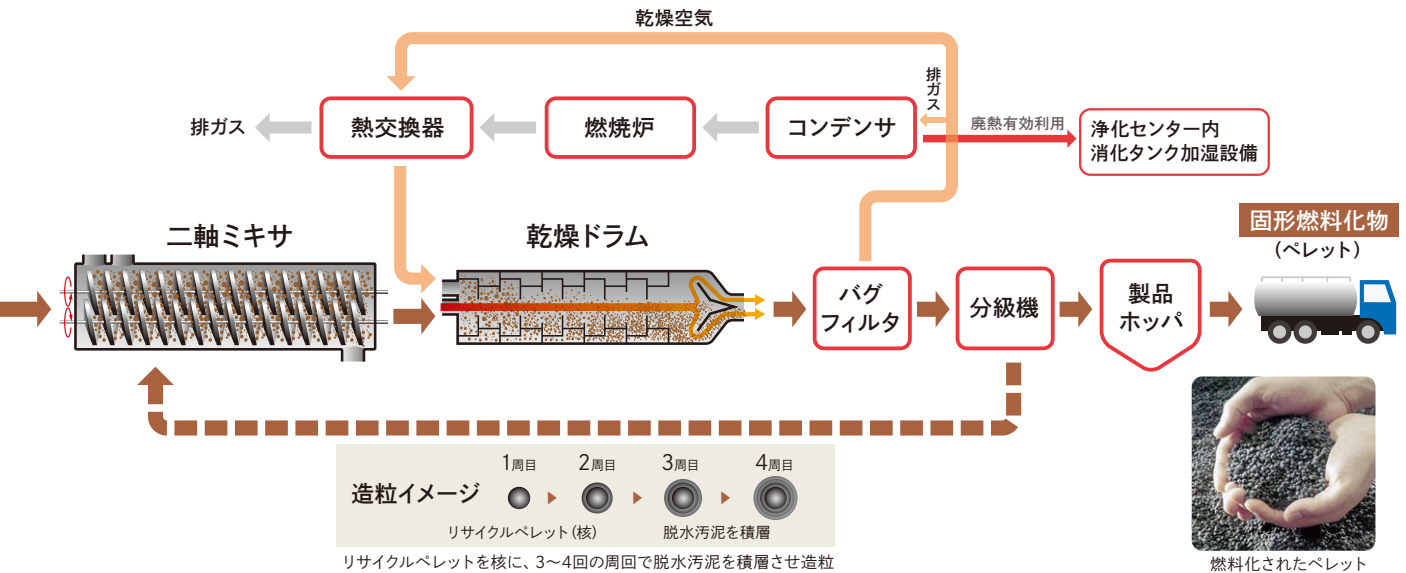 乾燥空気
排ガス
熱交換器
燃焼炉
コンデンサ
排ガス
廃熱有効利用
浄化センター内
消化タンク加湿設備
二軸ミキサ
乾燥ドラム
バグ
フィルタ
分級機
製品
ホッパ
固形燃料化物
(ペレット)
造粒イメージ
1周目
2周目
3周目
4周目
リサイクルペレット(核)
脱水汚泥を積層
リサイクルペレットを核に、3〜4回の周回で脱水汚泥を積層させ造粒
燃料化されたペレット